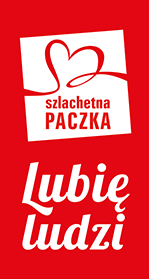 szlachetna
PACZKA
Lubię
ludzi